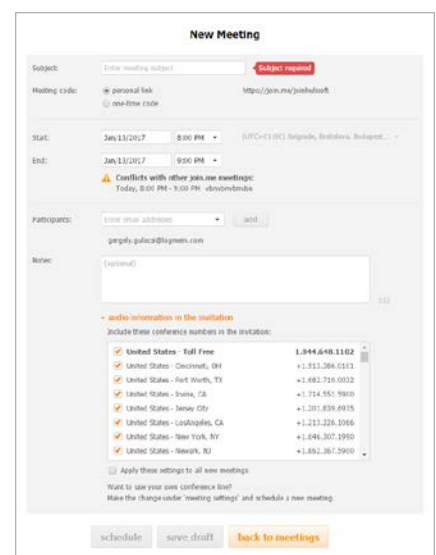 New Meeting
Subject: Enter meeting subject Subject required
Meeting code: personal link https://join.me/joinhulsoft
one-time code
Start: Jan/13/2017 8:00 PM (UTC+01:00) Belgrade, Bratislava, Budapest...
End: Jan/13/2017 9:00 PM
Conflicts with other join.me meetings:
Today, 8:00 PM - 9:00 PM
Participants: Enter email addresses add
Notes: (optional)
audio information in the invitation
Include these conference numbers in the invitation:
United States - Toll Free 1.844.648.1102
United States - Cincinnati, OH
United States - Fort Worth, TX
United States - Irvine, CA
United States - Jersey City
United States - LosAngeles, CA
United States - New York, NY
United States - Newark, NJ
Apply these settings to all new meetings
Want to use your own conference line?
Make the change under 'meeting settings' and schedule a new meeting.
schedule save draft back to meetings